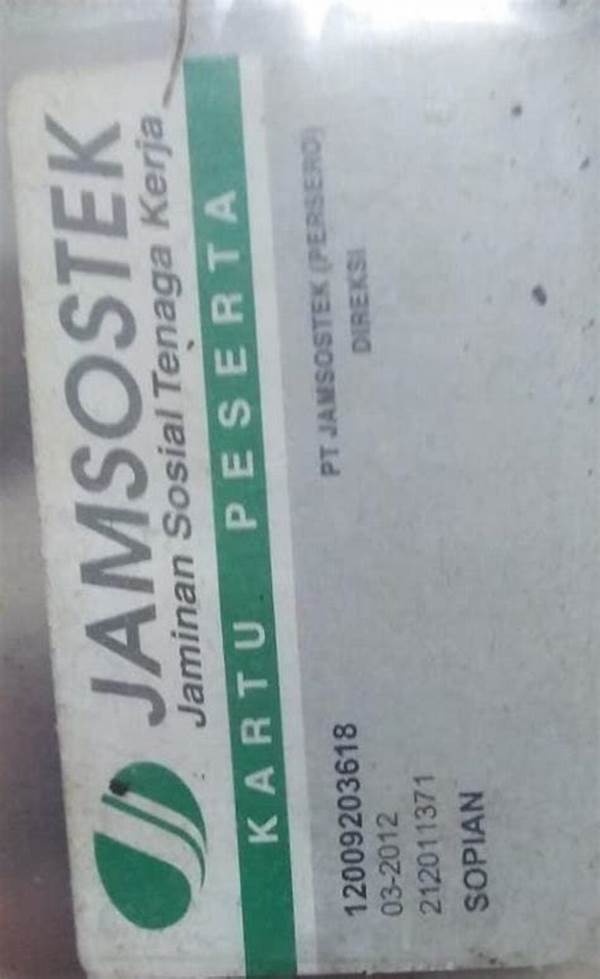 JAMSOSTEK
Jaminan Sosial Tenaga Kerja
KARTU PESERTA
PT JAMSOSTEK (PERSERO)
DIREKSI
12009203618
03-2012
212011371
SOPIAN